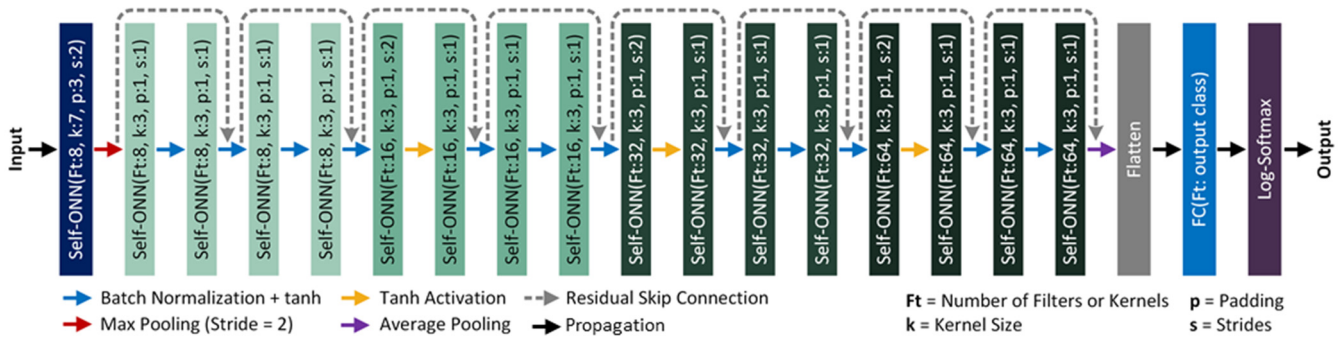 Input
Self-ONN(Ft:8, k:7, p:3, s:2)
Self-ONN(Ft:8, k:3, p:1, s:1)
Self-ONN(Ft:8, k:3, p:1, s:1)
Self-ONN(Ft:8, k:3, p:1, s:1)
Self-ONN(Ft:8, k:3, p:1, s:1)
Self-ONN(Ft:16, k:3, p:1, s:2)
Self-ONN(Ft:16, k:3, p:1, s:1)
Self-ONN(Ft:16, k:3, p:1, s:1)
Self-ONN(Ft:16, k:3, p:1, s:1)
Self-ONN(Ft:32, k:3, p:1, s:2)
Self-ONN(Ft:32, k:3, p:1, s:1)
Self-ONN(Ft:32, k:3, p:1, s:1)
Self-ONN(Ft:32, k:3, p:1, s:1)
Self-ONN(Ft:64, k:3, p:1, s:2)
Self-ONN(Ft:64, k:3, p:1, s:1)
Self-ONN(Ft:64, k:3, p:1, s:1)
Self-ONN(Ft:64, k:3, p:1, s:1)
Flatten
FC(Ft: output class)
Log-Softmax
Output
Batch Normalization + tanh
Tanh Activation
Residual Skip Connection
Ft = Number of Filters or Kernels
p = Padding
Max Pooling (Stride = 2)
Average Pooling
Propagation
k = Kernel Size
s = Strides